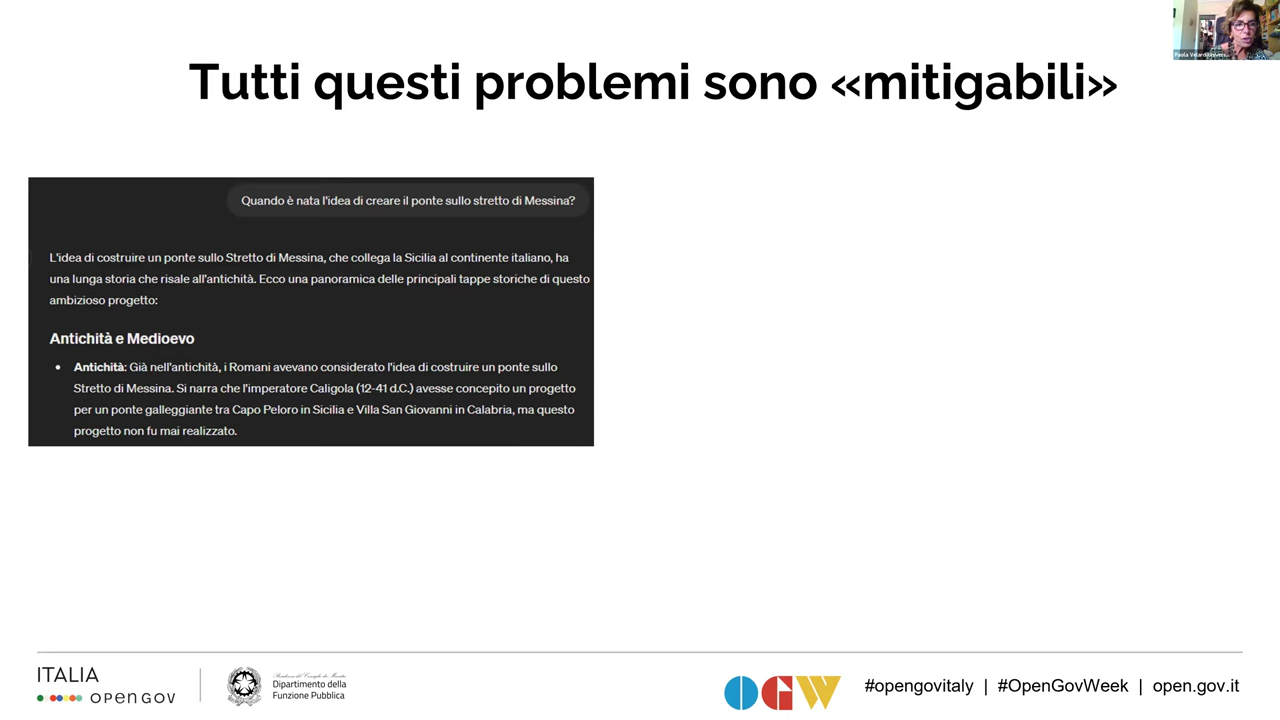 Tutti questi problemi sono «mitigabili»
Quando è nata l'idea di creare il ponte sullo stretto di Messina?
L'idea di costruire un ponte sullo Stretto di Messina, che collega la Sicilia al continente italiano, ha
una lunga storia che risale all'antichità. Ecco una panoramica delle principali tappe storiche di questo
ambizioso progetto:
Antichità e Medioevo
• Antichità: Già nell'antichità, i Romani avevano considerato l'idea di costruire un ponte sullo
Stretto di Messina. Si narra che l'imperatore Caligola (12-41 d.C.) avesse concepito un progetto
per un ponte galleggiante tra Capo Peloro in Sicilia e Villa San Giovanni in Calabria, ma questo
progetto non fu mai realizzato.
ITALIA
OPEN GOV
Dipartimento della
Funzione Pubblica
OGW
#opengovitaly | #OpenGovWeek | open.gov.it